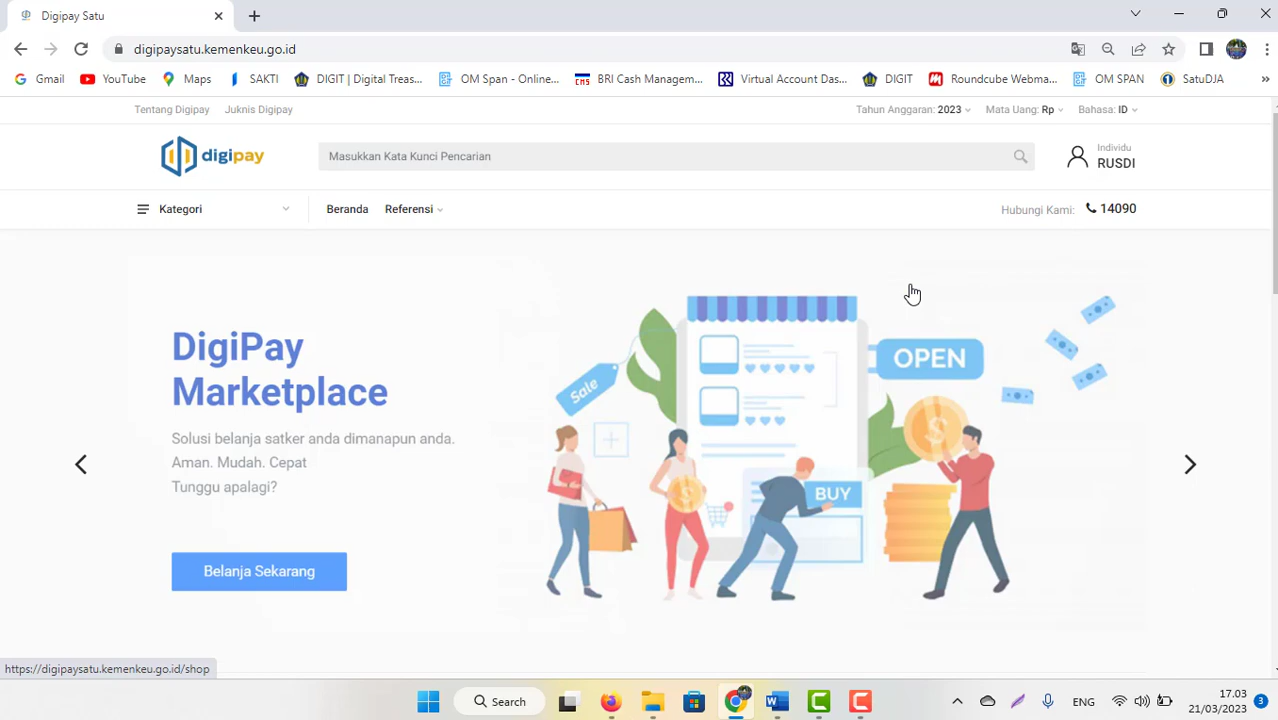 Digipay Satu
digipaysatu.kemenkeu.go.id
Gmail YouTube Maps SAKTI DIGIT | Digital Treas... OM Span - Online... CMS BRI Cash Managem... Virtual Account Das... DIGIT Roundcube Webma... OM SPAN SatuDJA
Tentang Digipay Juknis Digipay Tahun Anggaran: 2023 Mata Uang: Rp Bahasa: ID
digipay Masukkan Kata Kunci Pencarian Individu
RUSDI
Kategori Beranda Referensi Hubungi Kami: 14090
DigiPay
Marketplace
Solusi belanja satker anda dimanapun anda.
Aman. Mudah. Cepat
Tunggu apalagi?
Belanja Sekarang
Sale
OPEN
BUY
https://digipaysatu.kemenkeu.go.id/shop
Search ENG 17.03
21/03/2023 3